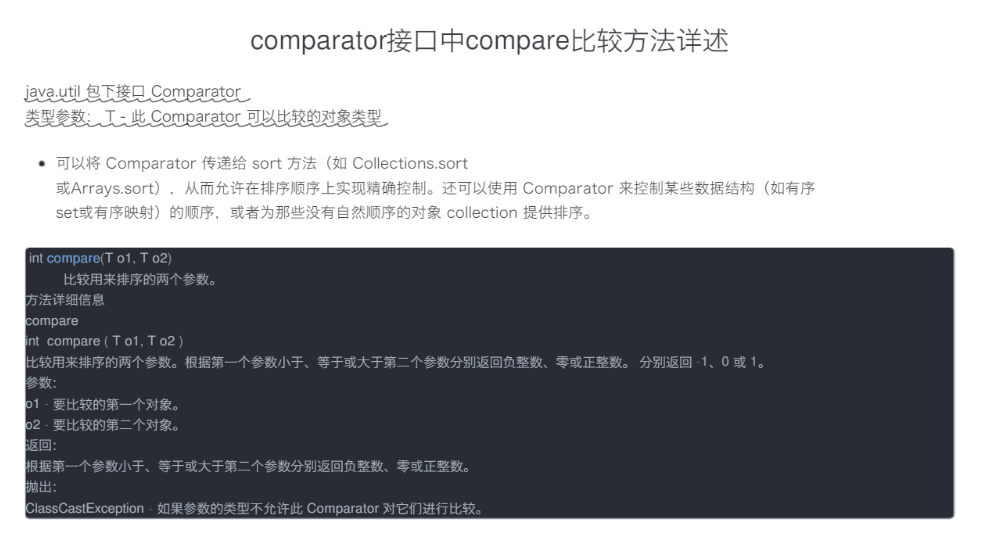 comparator接口中compare比较方法详述
java.util 包下接口 Comparator
类型参数： T - 此 Comparator 可以比较的对象类型
可以将 Comparator 传递给 sort 方法（如 Collections.sort
或Arrays.sort），从而允许在排序顺序上实现精确控制。还可以使用 Comparator 来控制某些数据结构（如有序
set或有序映射）的顺序，或者为那些没有自然顺序的对象 collection 提供排序。
int compare(T o1, T o2)
比较用来排序的两个参数。
方法详细信息
compare
int  compare ( T o1, T o2 )
比较用来排序的两个参数。根据第一个参数小于、等于或大于第二个参数分别返回负整数、零或正整数。 分别返回 -1、0 或 1。
参数：
o1 - 要比较的第一个对象。
o2 - 要比较的第二个对象。
返回：
根据第一个参数小于、等于或大于第二个参数分别返回负整数、零或正整数。
抛出：
ClassCastException - 如果参数的类型不允许此 Comparator 对它们进行比较。